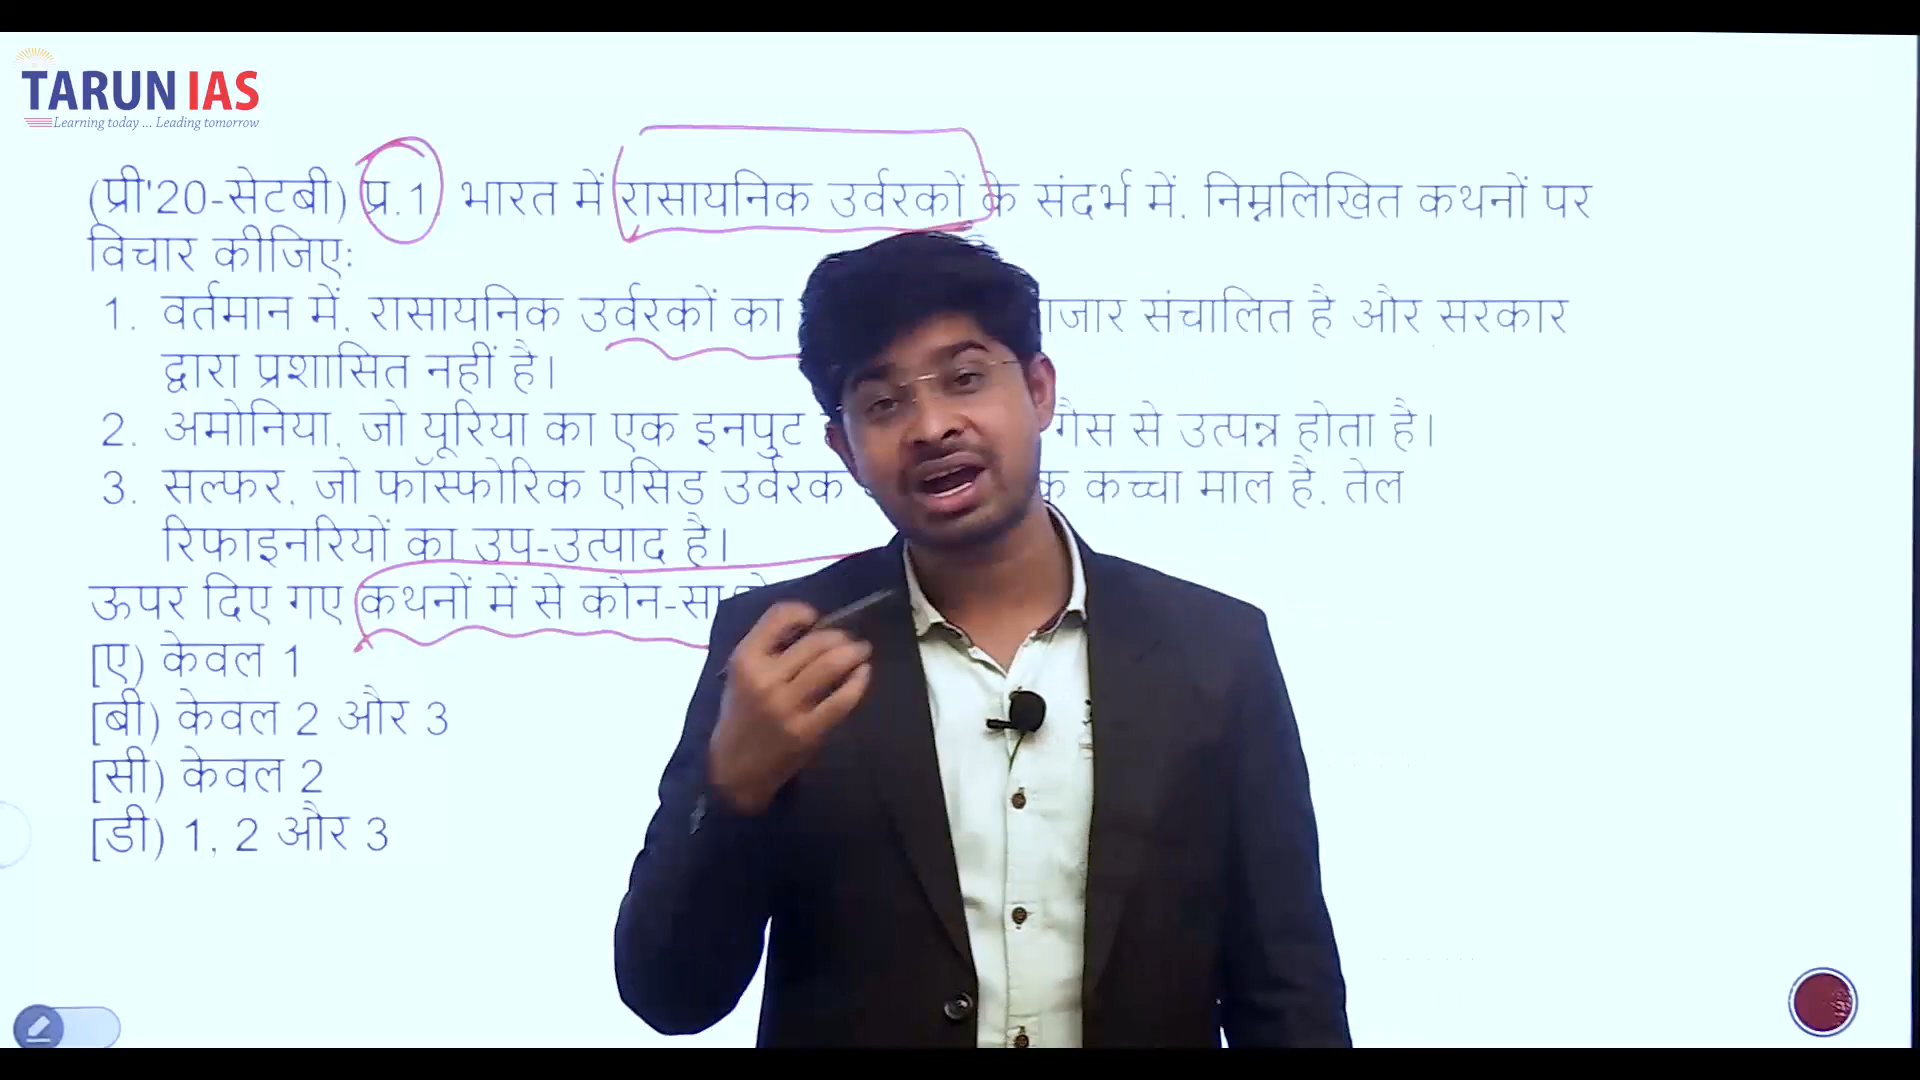 TARUN IAS
Learning today ... Leading tomorrow
(प्री'20-सेटबी) प्र.1 भारत में रासायनिक उर्वरकों के संदर्भ में, निम्नलिखित कथनों पर
विचार कीजिए:
1. वर्तमान में, रासायनिक उर्वरकों का संचालित है और सरकार
द्वारा प्रशासित नहीं है।
2. अमोनिया, जो यूरिया का एक इनपुट गैस से उत्पन्न होता है।
3. सल्फर, जो फॉस्फोरिक एसिड उर्वरक कच्चा माल है, तेल
रिफाइनरियों का उप-उत्पाद है।
ऊपर दिए गए कथनों में से कौन-सा
[ए) केवल 1
[बी) केवल 2 और 3
[सी) केवल 2
[डी) 1, 2 और 3